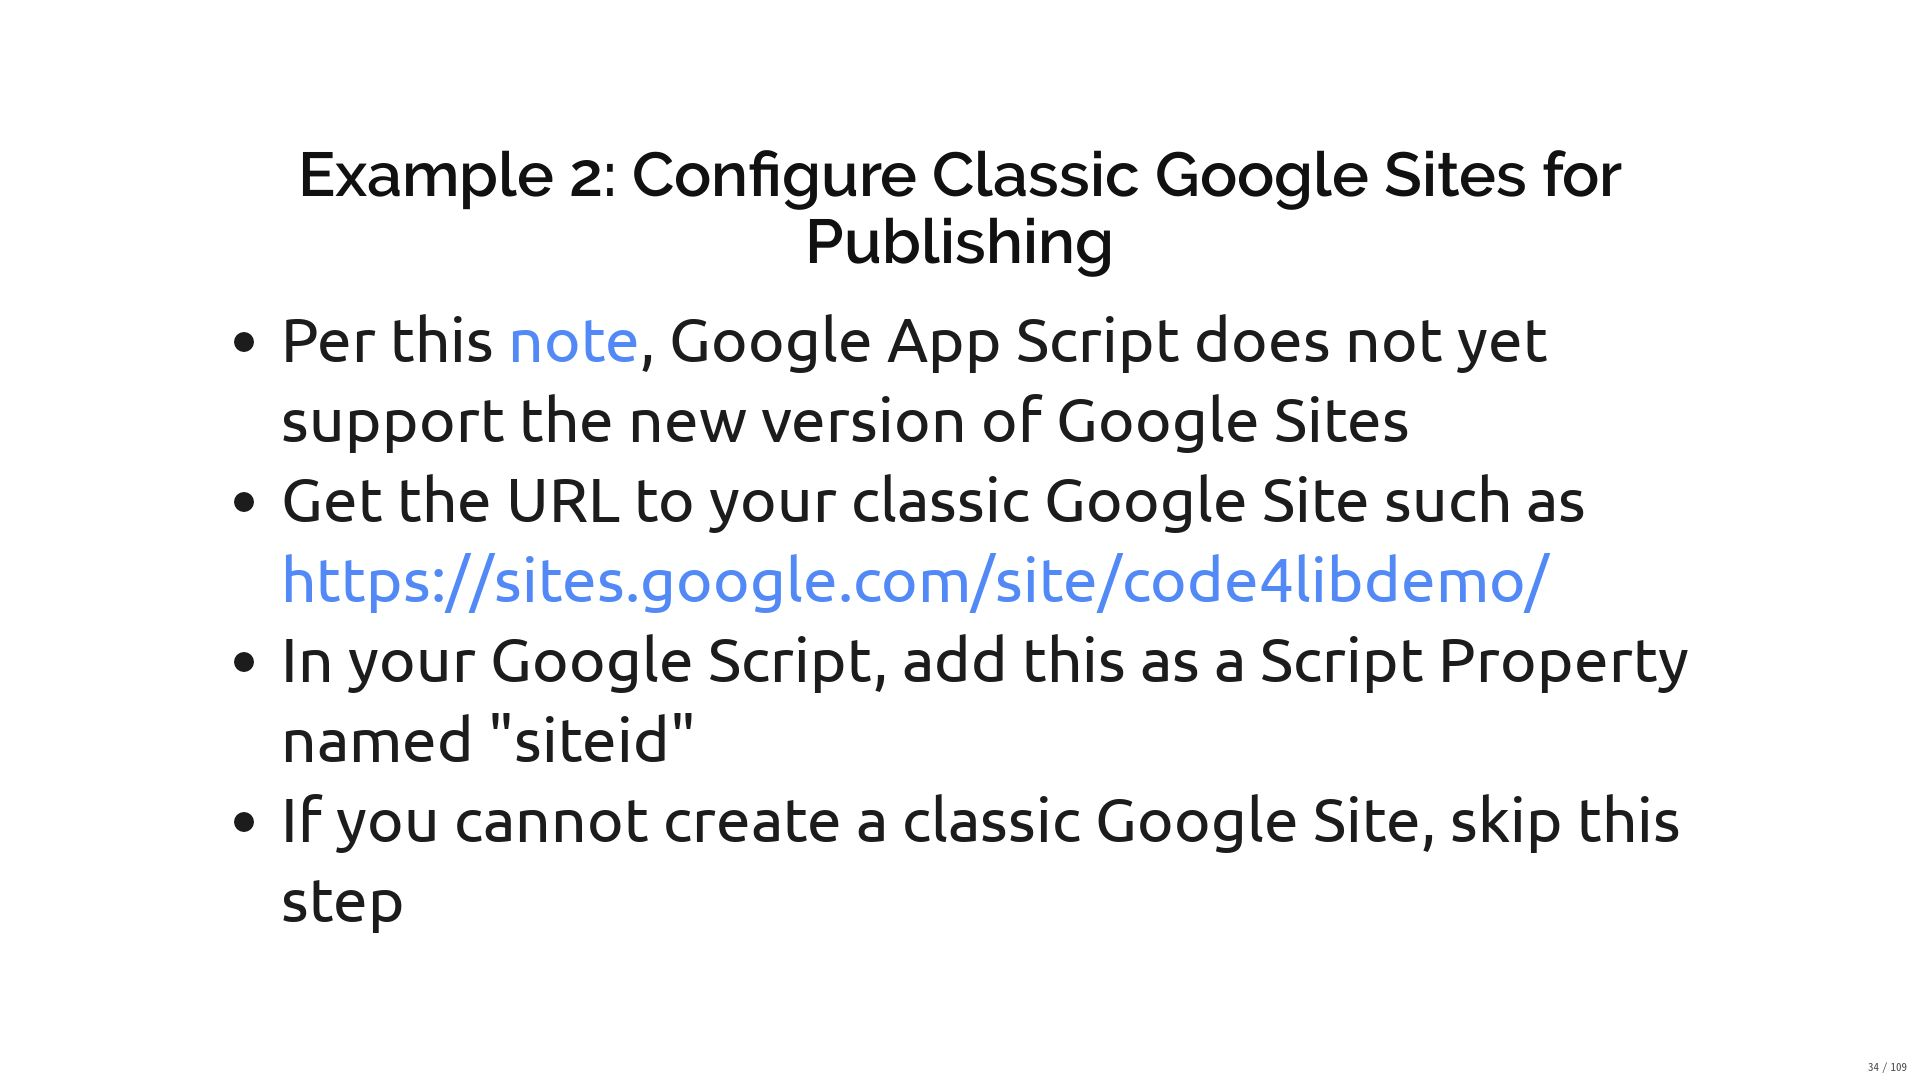 Example 2: Configure Classic Google Sites for
Publishing
• Per this note, Google App Script does not yet
support the new version of Google Sites
• Get the URL to your classic Google Site such as
https://sites.google.com/site/code4libdemo/
• In your Google Script, add this as a Script Property
named "siteid"
• If you cannot create a classic Google Site, skip this
step
34 / 109